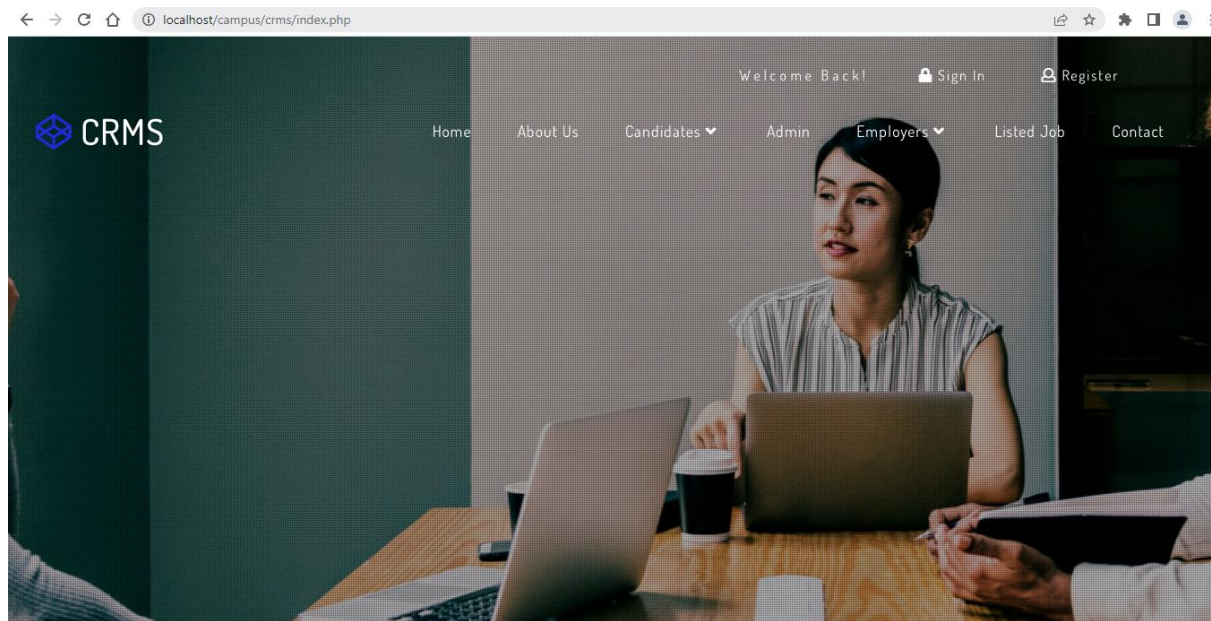 localhost/campus/crms/index.php
Welcome Back! Sign In Register
CRMS Home About Us Candidates Admin Employers Listed Job Contact